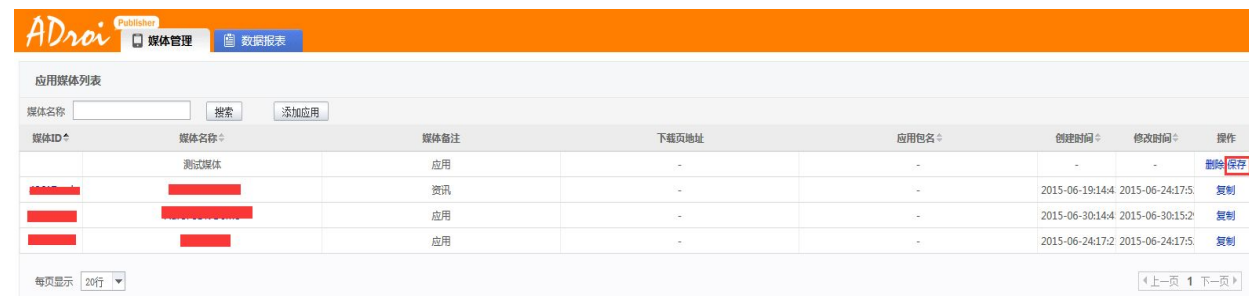 ADroi Publisher 媒体管理 数据报表
应用媒体列表
媒体名称 搜索 添加应用
媒体ID 媒体名称 媒体备注 下载页地址 应用包名 创建时间 修改时间 操作
测试媒体 应用 - - - - 删除 保存
资讯 - - 2015-06-19:14:4 2015-06-24:17:5 复制
应用 - - 2015-06-30:14:4 2015-06-30:15:2 复制
应用 - - 2015-06-24:17:2 2015-06-24:17:5 复制
每页显示 20行 上一页 1 下一页